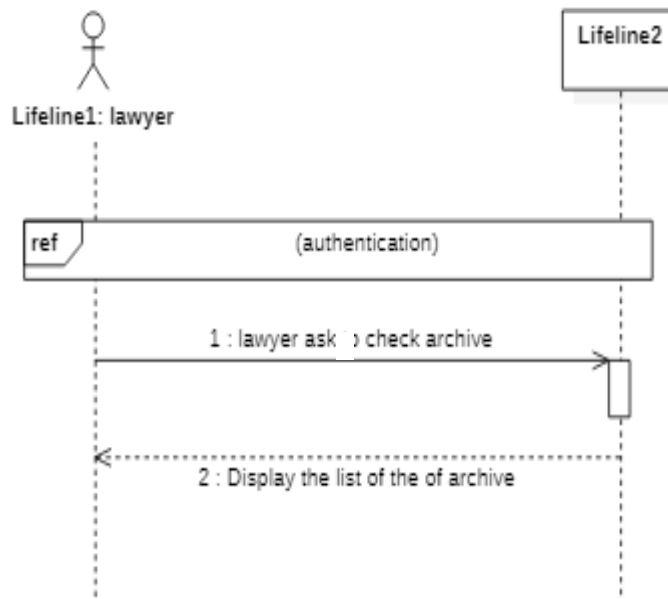 Lifeline2
Lifeline1: lawyer
ref
(authentication)
1 : lawyer ask check archive
2 : Display the list of the of archive